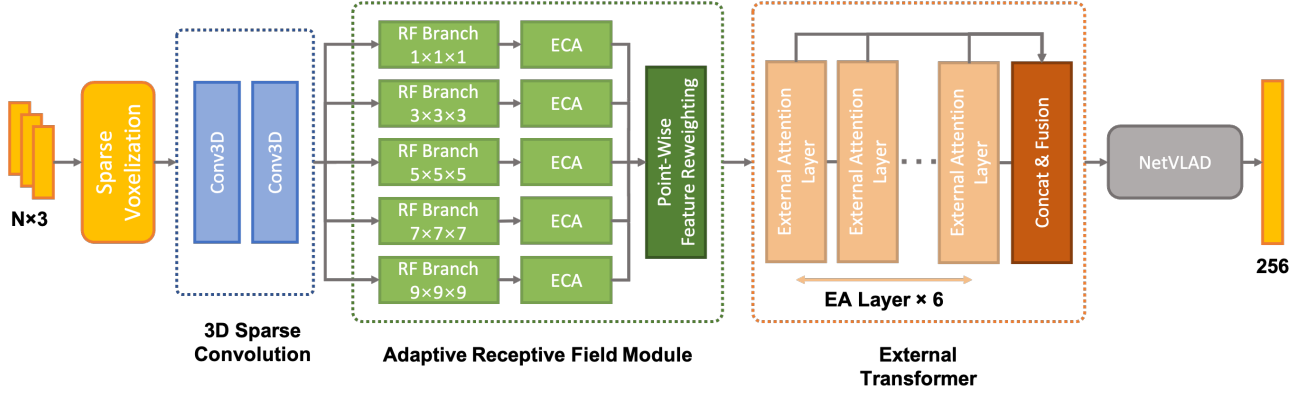 N×3
Sparse
Voxelization
Conv3D
Conv3D
3D Sparse
Convolution
RF Branch
1×1×1
ECA
RF Branch
3×3×3
ECA
RF Branch
5×5×5
ECA
RF Branch
7×7×7
ECA
RF Branch
9×9×9
ECA
Point-Wise
Feature Reweighting
Adaptive Receptive Field Module
External Attention
Layer
External Attention
Layer
External Attention
Layer
Concat & Fusion
EA Layer × 6
External
Transformer
NetVLAD
256